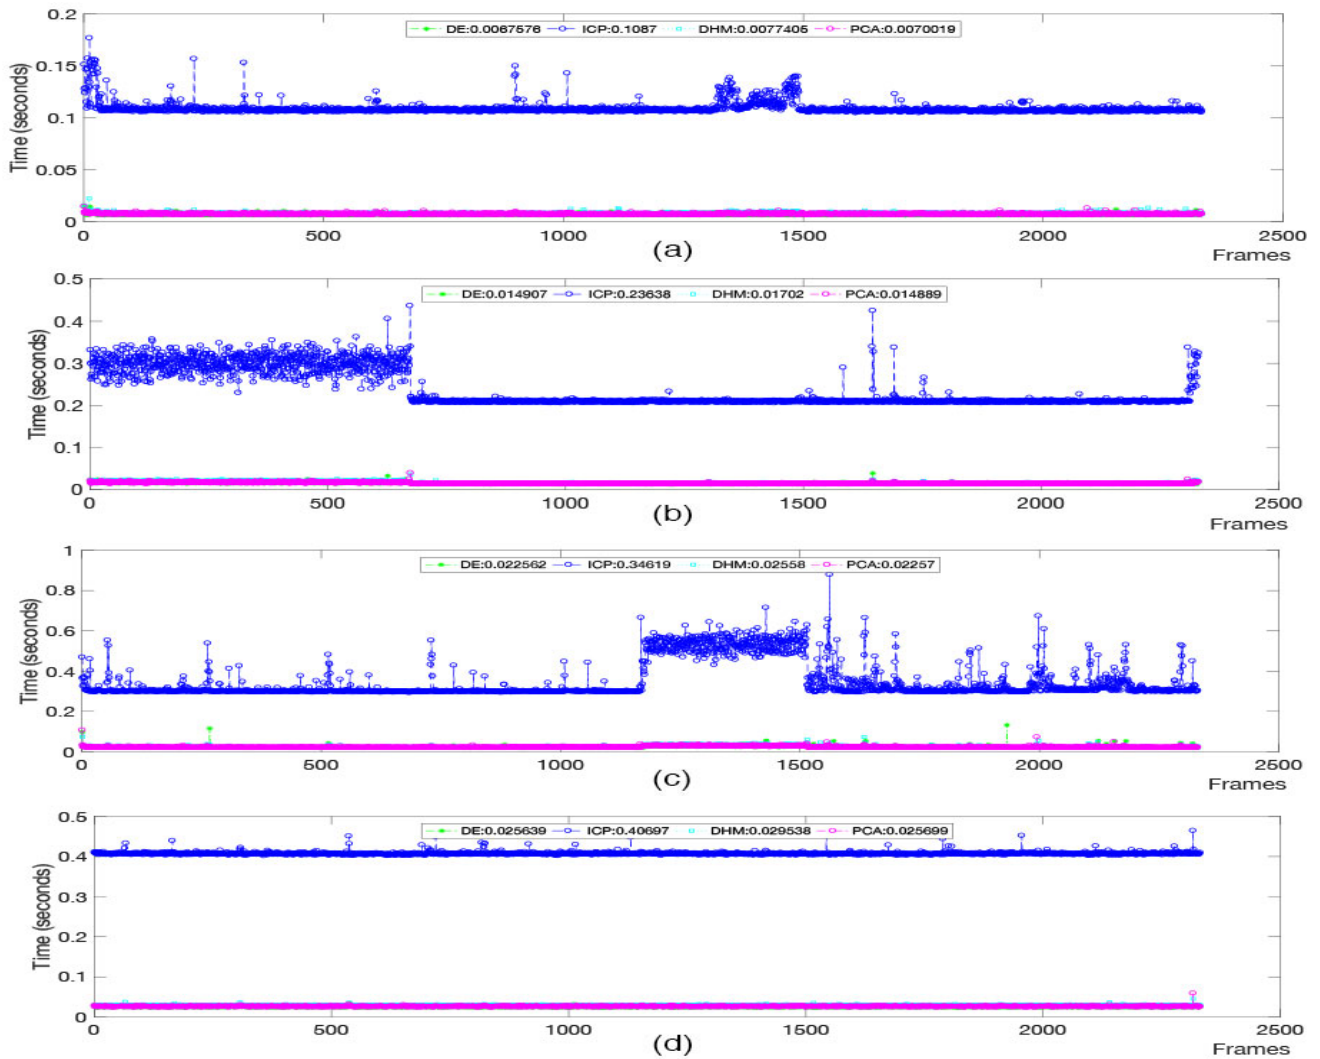 0.2
DE:0.0067576 ICP:0.1087 DHM:0.0077405 PCA:0.0070019
0.15
0.1
0.05
0
Time (seconds)
0 500 1000 1500 2000 2500
(a)
Frames
0.5
DE:0.014907 ICP:0.23638 DHM:0.01702 PCA:0.014889
0.4
0.3
0.2
0.1
0
Time (seconds)
0 500 1000 1500 2000 2500
(b)
Frames
1
DE:0.022562 ICP:0.34619 DHM:0.02558 PCA:0.02257
0.8
0.6
0.4
0.2
0
Time (seconds)
0 500 1000 1500 2000 2500
(c)
Frames
0.5
DE:0.025639 ICP:0.40697 DHM:0.029538 PCA:0.025699
0.4
0.3
0.2
0.1
0
Time (seconds)
0 500 1000 1500 2000 2500
(d)
Frames